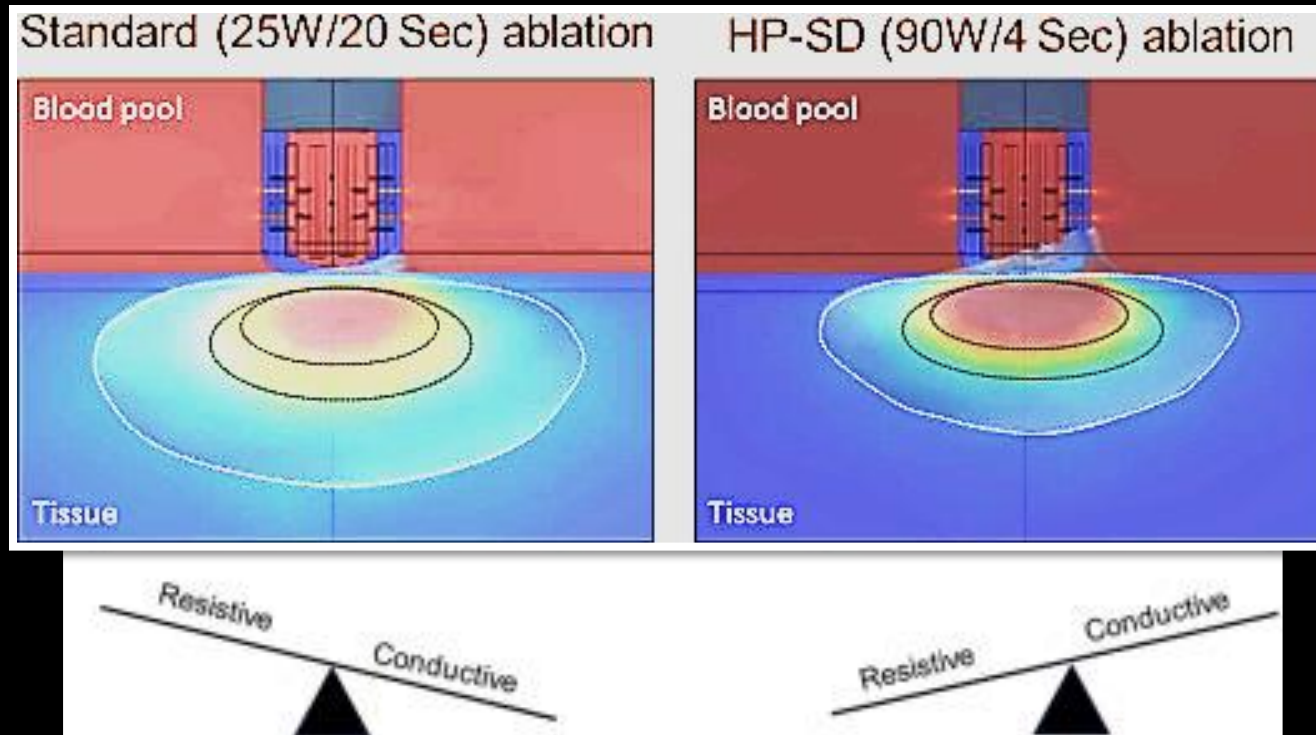 Standard (25W/20 Sec) ablation
HP-SD (90W/4 Sec) ablation
Blood pool
Blood pool
Tissue
Tissue
Resistive
Conductive
Resistive
Conductive